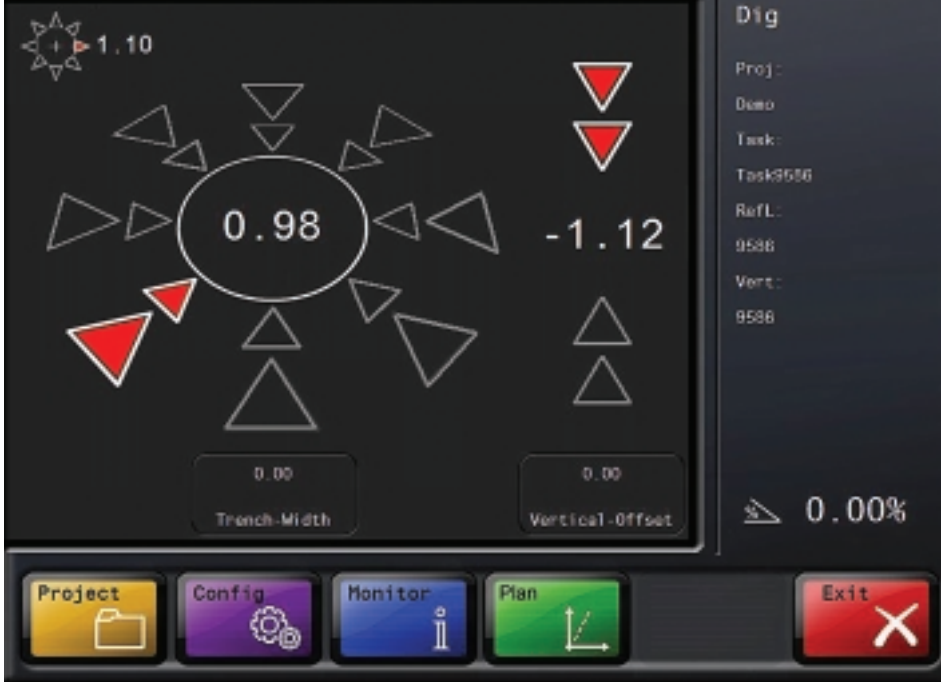 1.10
0.98
-1.12
0.00
Trench-Width
0.00
Vertical-Offset
Dig
Proj:
Demo
Task:
Task9586
RefL:
9586
Vert:
9586
% 0.00%
Project
Config
Monitor
i
Plan
Exit